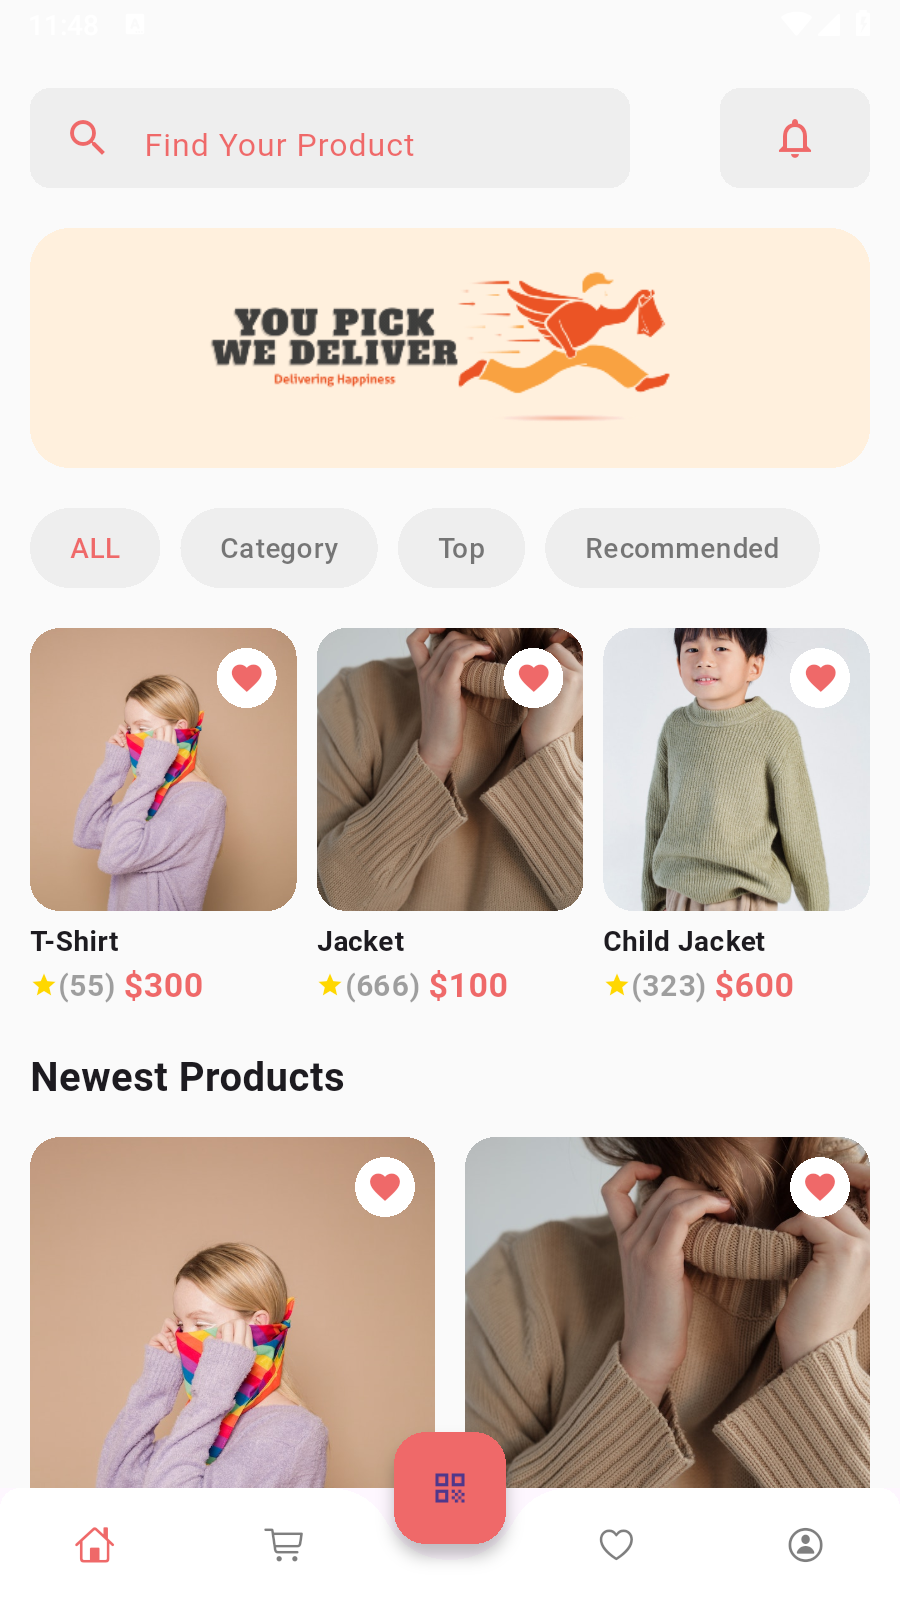 11:48
Find Your Product
YOU PICK
WE DELIVER
Delivering Happiness
ALL Category Top Recommended
T-Shirt Jacket Child Jacket
(55) $300 (666) $100 (323) $600
Newest Products